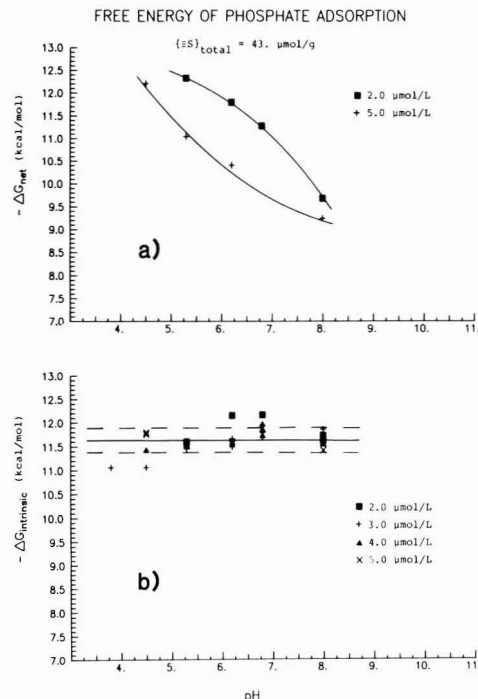 FREE ENERGY OF PHOSPHATE ADSORPTION
{≡S}total = 43. µmol/g
13.0
12.5
12.0
11.5
11.0
10.5
10.0
9.5
9.0
8.5
8.0
7.5
7.0
- ΔGnet (kcal/mol)
■ 2.0 µmol/L
+ 5.0 µmol/L
a)
4. 5. 6. 7. 8. 9. 10. 11.
13.0
12.5
12.0
11.5
11.0
10.5
10.0
9.5
9.0
8.5
8.0
7.5
7.0
- ΔGintrinsic (kcal/mol)
■ 2.0 µmol/L
+ 3.0 µmol/L
▲ 4.0 µmol/L
× 5.0 µmol/L
b)
4. 5. 6. 7. 8. 9. 10. 11.
pH